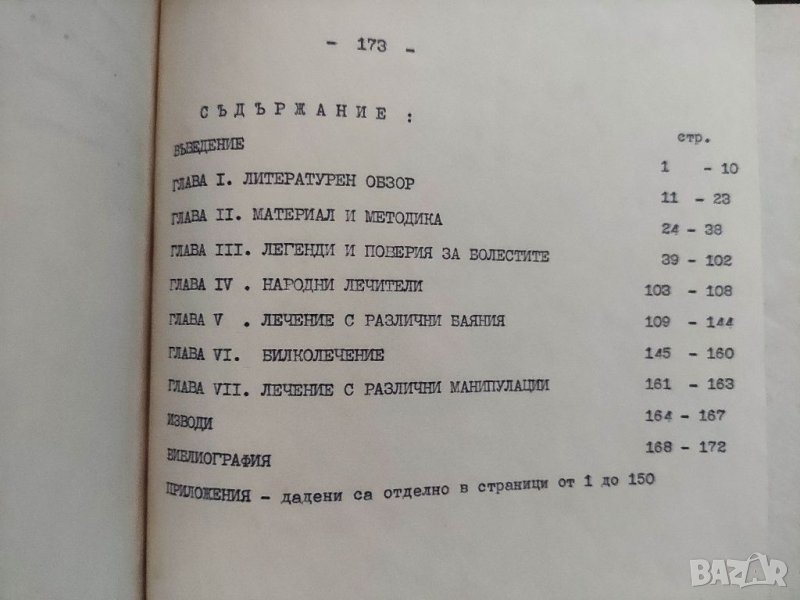 - 173 -
СЪДЪРЖАНИЕ :
стр.
ВЪВЕДЕНИЕ 1 - 10
ГЛАВА I. ЛИТЕРАТУРЕН ОБЗОР 11 - 23
ГЛАВА II. МАТЕРИАЛ И МЕТОДИКА 24 - 38
ГЛАВА III. ЛЕГЕНДИ И ПОВЕРИЯ ЗА БОЛЕСТИТЕ 39 - 102
ГЛАВА IV . НАРОДНИ ЛЕЧИТЕЛИ 103 - 108
ГЛАВА V . ЛЕЧЕНИЕ С РАЗЛИЧНИ БАЯНИЯ 109 - 144
ГЛАВА VI. БИЛКОЛЕЧЕНИЕ 145 - 160
ГЛАВА VII. ЛЕЧЕНИЕ С РАЗЛИЧНИ МАНИПУЛАЦИИ 161 - 163
ИЗВОДИ 164 - 167
БИБЛИОГРАФИЯ 168 - 172
ПРИЛОЖЕНИЯ - дадени са отделно в страници от 1 до 150
BAZAR